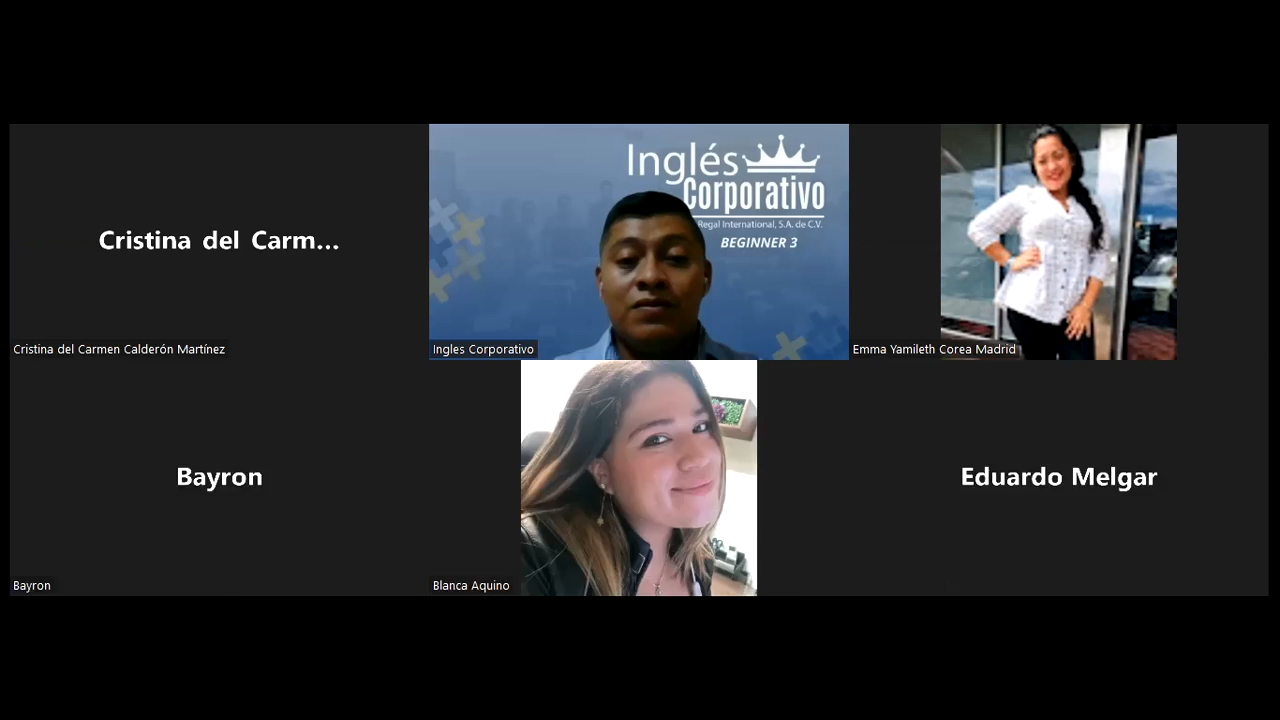 Cristina del Carm...
Cristina del Carmen Calderón Martínez
Inglés
Corporativo
Regal International, S.A. de C.V.
BEGINNER 3
Ingles Corporativo
Emma Yamileth Corea Madrid
Bayron
Bayron
Blanca Aquino
Eduardo Melgar